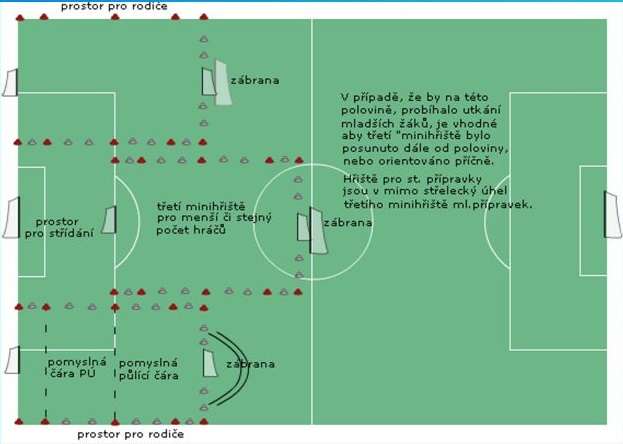 prostor pro rodiče
zábrana
V případě, že by na této
polovině, probíhalo utkání
mladších žáků, je vhodné
aby třetí "minihřiště bylo
posunuto dále od poloviny,
nebo orientováno příčně.
Hřiště pro st. přípravky
jsou v mimo střelecký úhel
třetího minihřiště ml.přípravek.
prostor
pro střídání
třetí minihřiště
pro menší či stejný
počet hráčů
zábrana
pomyslná
čára PÚ
pomyslná
půlící čára
zábrana
prostor pro rodiče